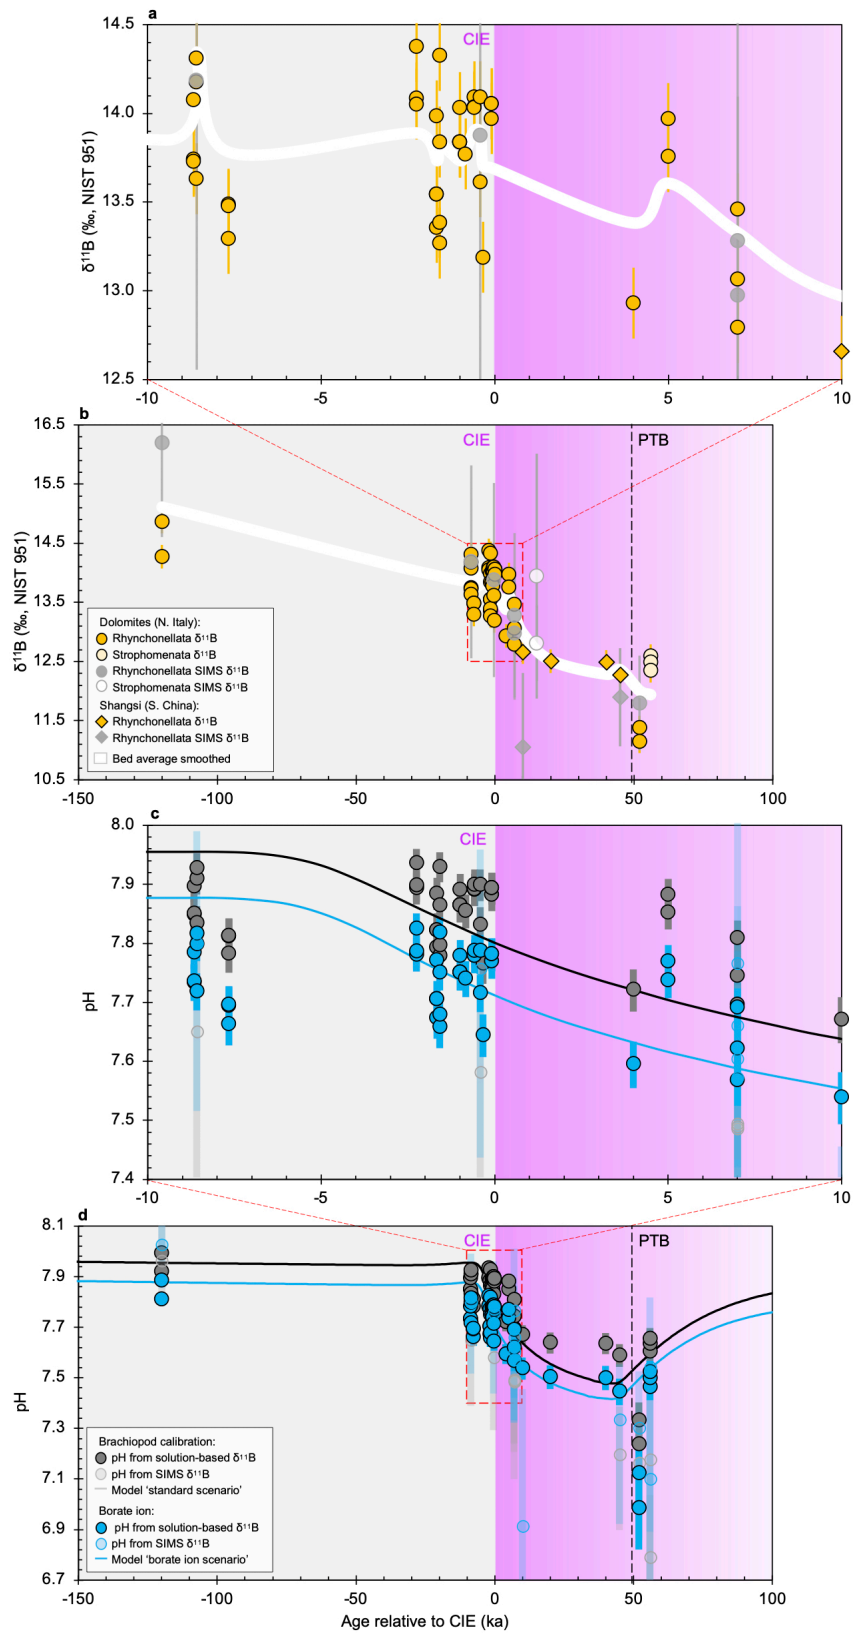 a
14.5
14.0
13.5
13.0
12.5
δ¹¹B (‰, NIST 951)
CIE
-10
-5
0
5
10
b
16.5
15.5
14.5
13.5
12.5
11.5
10.5
δ¹¹B (‰, NIST 951)
CIE
PTB
Dolomites (N. Italy):
Rhynchonellata δ¹¹B
Strophomenata δ¹¹B
Rhynchonellata SIMS δ¹¹B
Strophomenata SIMS δ¹¹B
Shangsi (S. China):
Rhynchonellata δ¹¹B
Rhynchonellata SIMS δ¹¹B
Bed average smoothed
-150
-100
-50
0
50
100
c
8.0
7.9
7.8
7.7
7.6
7.5
7.4
pH
CIE
-10
-5
0
5
10
d
8.1
7.9
7.7
7.5
7.3
7.1
6.9
6.7
pH
CIE
PTB
Brachiopod calibration:
pH from solution-based δ¹¹B
pH from SIMS δ¹¹B
Model ‘standard scenario’
Borate ion:
pH from solution-based δ¹¹B
pH from SIMS δ¹¹B
Model ‘borate ion scenario’
-150
-100
-50
0
50
100
Age relative to CIE (ka)